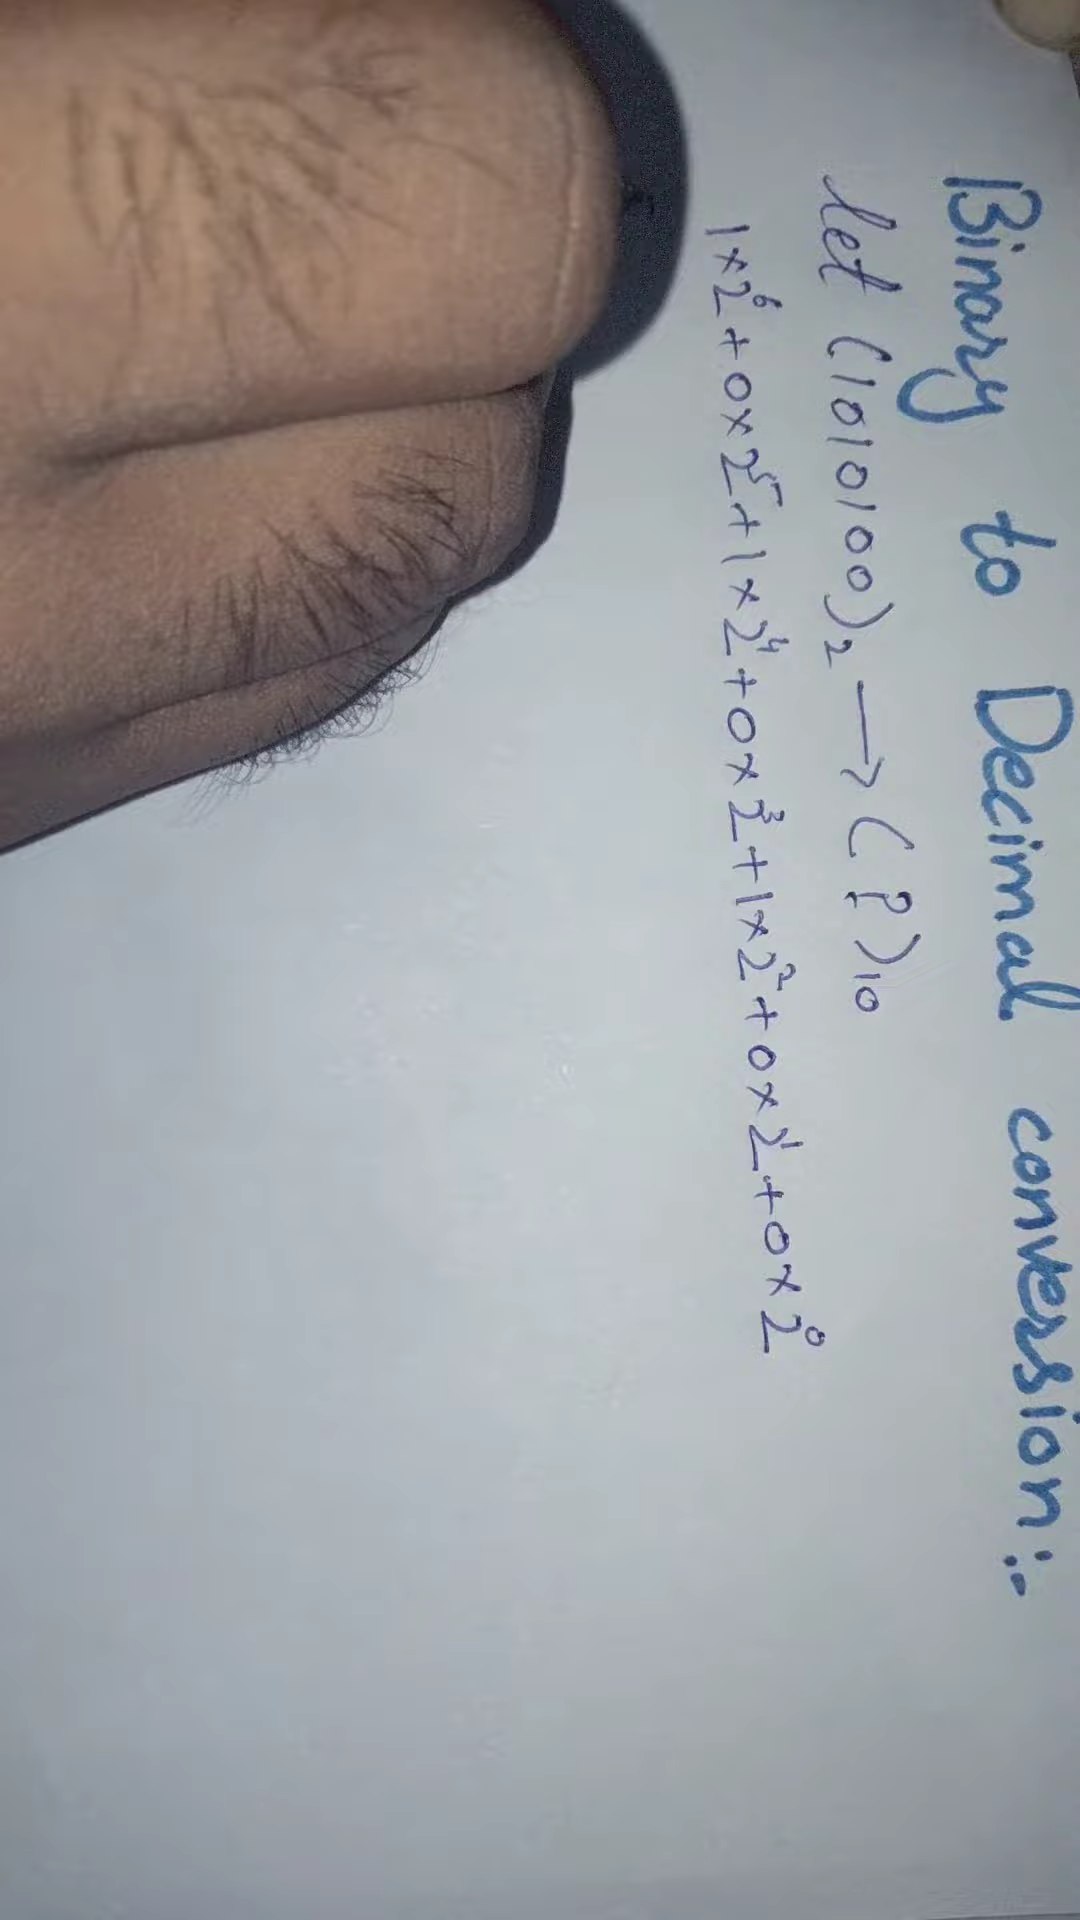 Binary to Decimal conversion:-
let (1010100)₂ → (?)₁₀
1×2⁶+0×2⁵+1×2⁴+0×2³+1×2²+0×2¹+0×2⁰